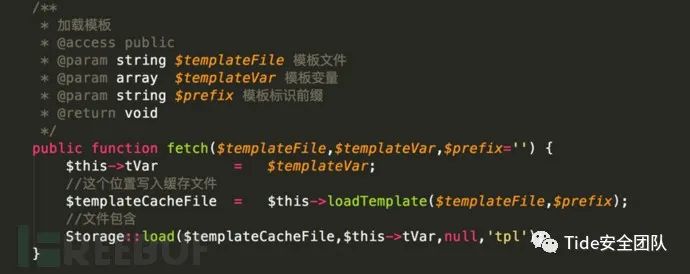 /**
* 加载模板
* @access public
* @param string $templateFile 模板文件
* @param array $templateVar 模板变量
* @param string $prefix 模板标识前缀
* @return void
*/
public function fetch($templateFile,$templateVar,$prefix='') {
$this->tVar = $templateVar;
//这个位置写入缓存文件
$templateCacheFile = $this->loadTemplate($templateFile,$prefix);
//文件包含
Storage::load($templateCacheFile,$this->tVar,null,'tpl')
}
REEBUF
Tide安全团队